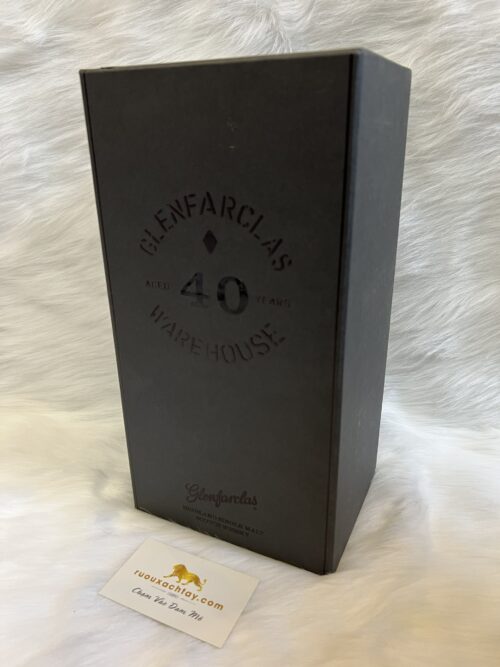 GLENFARCLAS
AGED 40 YEARS
WAREHOUSE
Glenfarclas
HIGHLAND SINGLE MALT
SCOTCH WHISKY
ruouxachtay.com
Chạm Vào Đam Mê